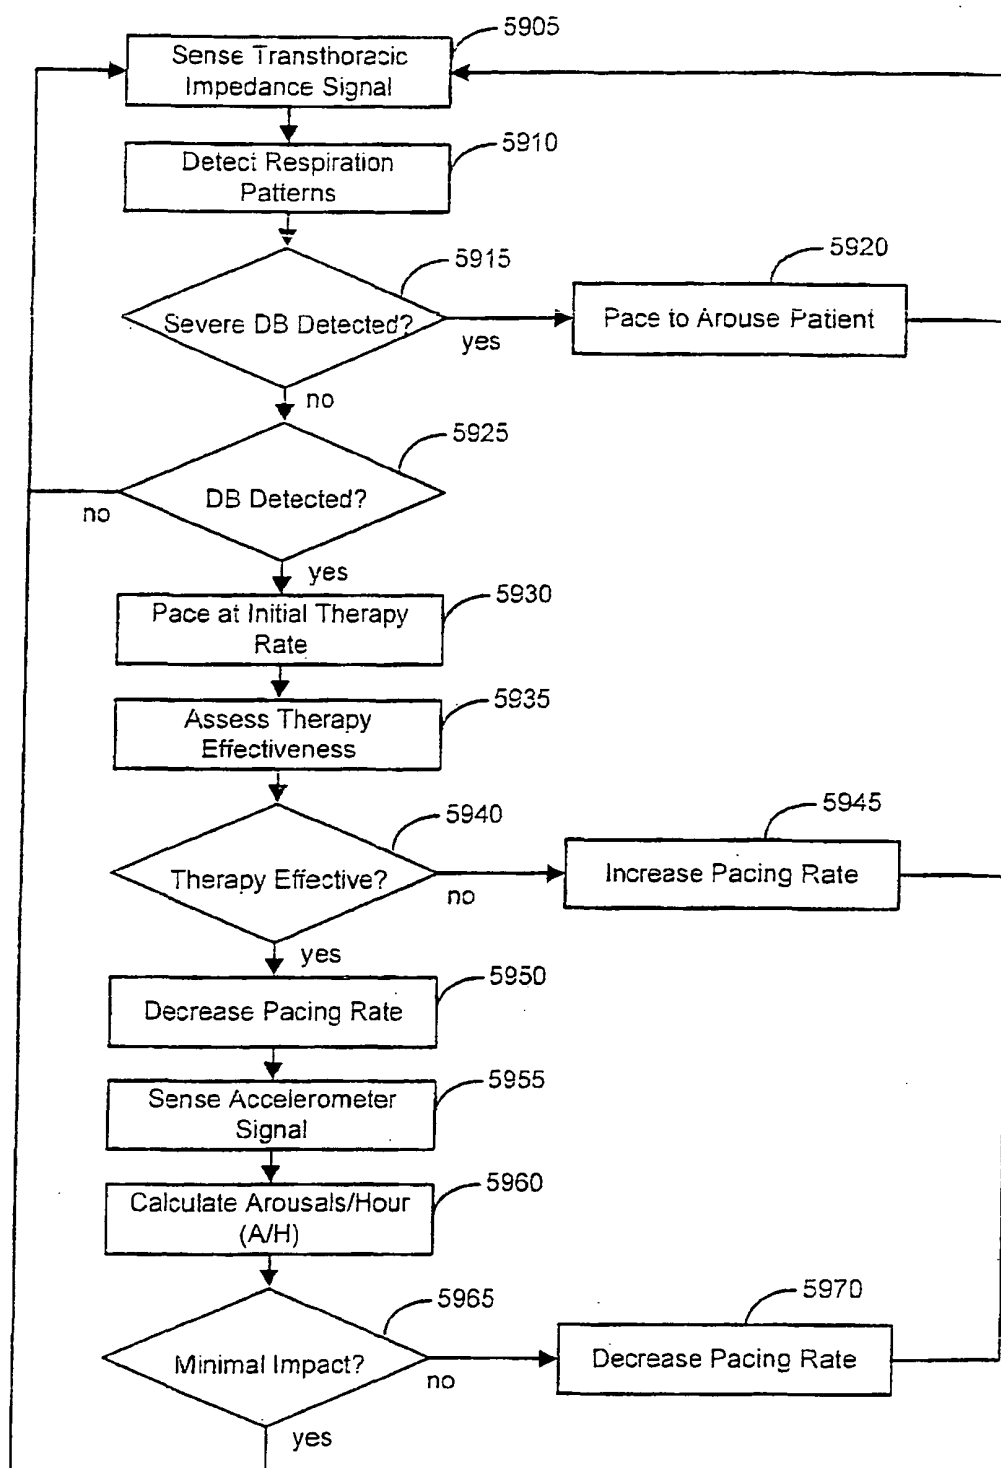 5905
Sense Transthoracic
Impedance Signal
5910
Detect Respiration
Patterns
5915
Severe DB Detected?
yes
5920
Pace to Arouse Patient
no
5925
DB Detected?
no
yes
5930
Pace at Initial Therapy
Rate
5935
Assess Therapy
Effectiveness
5940
Therapy Effective?
no
5945
Increase Pacing Rate
yes
5950
Decrease Pacing Rate
5955
Sense Accelerometer
Signal
5960
Calculate Arousals/Hour
(A/H)
5965
Minimal Impact?
no
5970
Decrease Pacing Rate
yes